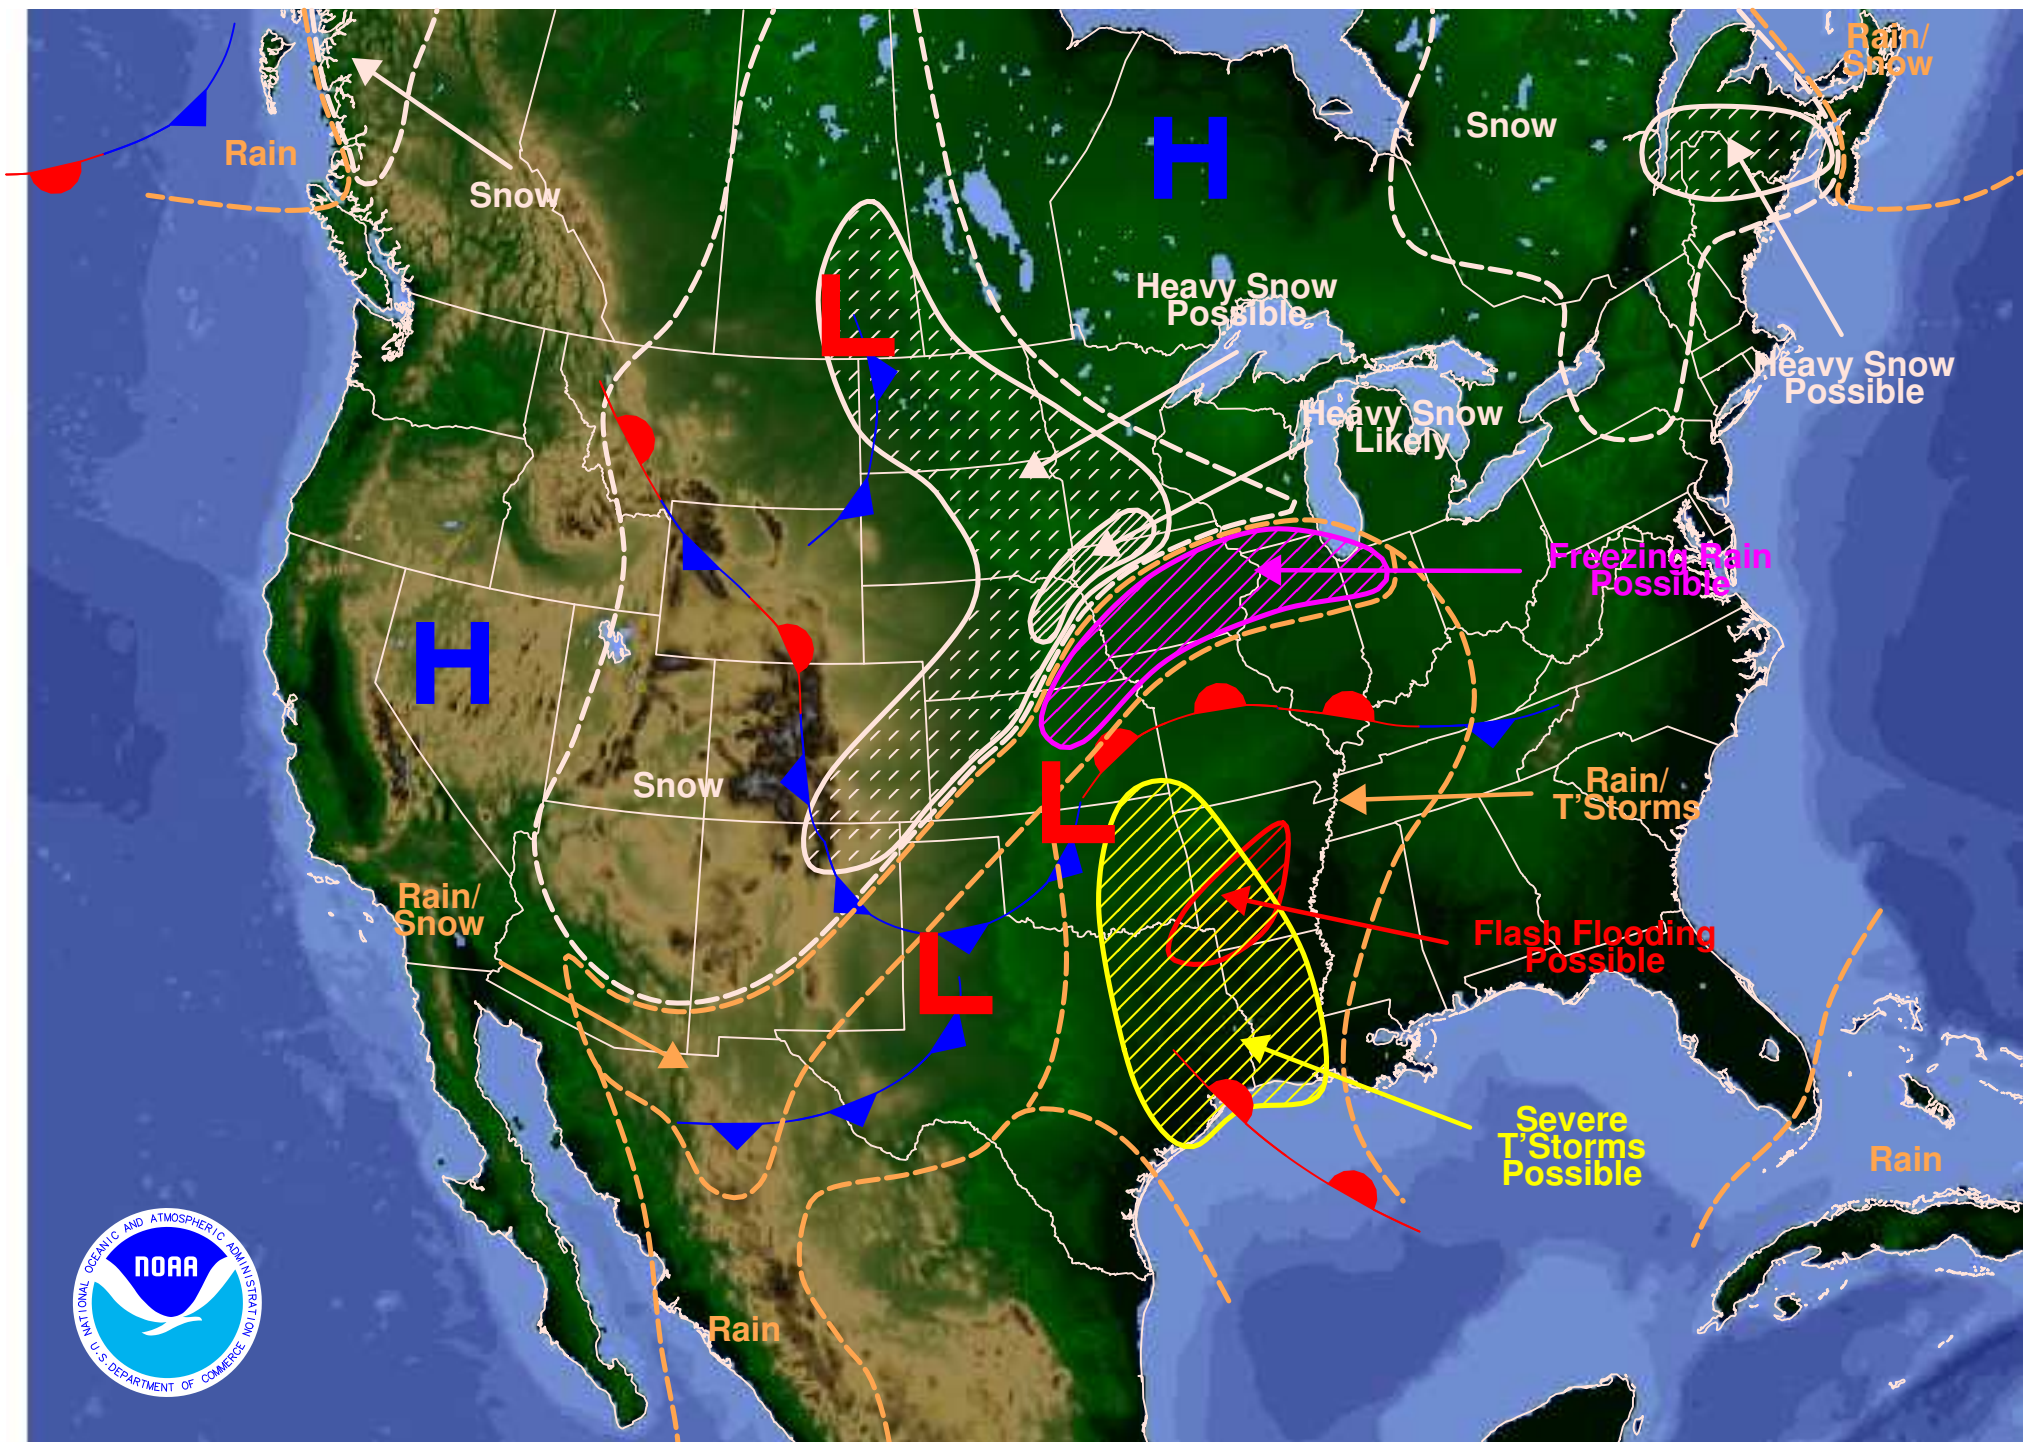 Rain/
Snow
Snow
H
Rain
Snow
Heavy Snow
Possible
L
Heavy Snow
Possible
Heavy Snow
Likely
Freezing Rain
Possible
H
Snow
L
Rain/
T'Storms
Rain/
Snow
Flash Flooding
Possible
L
Severe
T'Storms
Possible
Rain
Rain
NATIONAL OCEANIC AND ATMOSPHERIC ADMINISTRATION
NOAA
U.S. DEPARTMENT OF COMMERCE